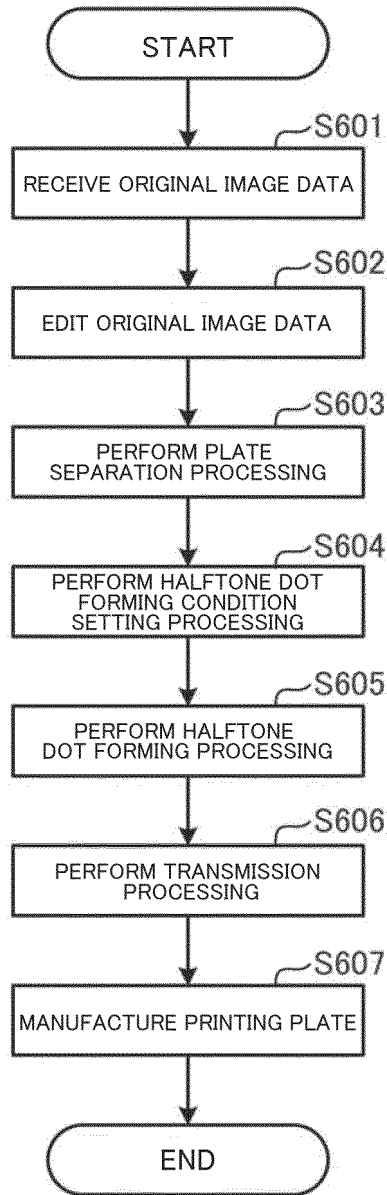 START
S601
RECEIVE ORIGINAL IMAGE DATA
S602
EDIT ORIGINAL IMAGE DATA
S603
PERFORM PLATE
SEPARATION PROCESSING
S604
PERFORM HALFTONE DOT
FORMING CONDITION
SETTING PROCESSING
S605
PERFORM HALFTONE
DOT FORMING PROCESSING
S606
PERFORM TRANSMISSION
PROCESSING
S607
MANUFACTURE PRINTING PLATE
END